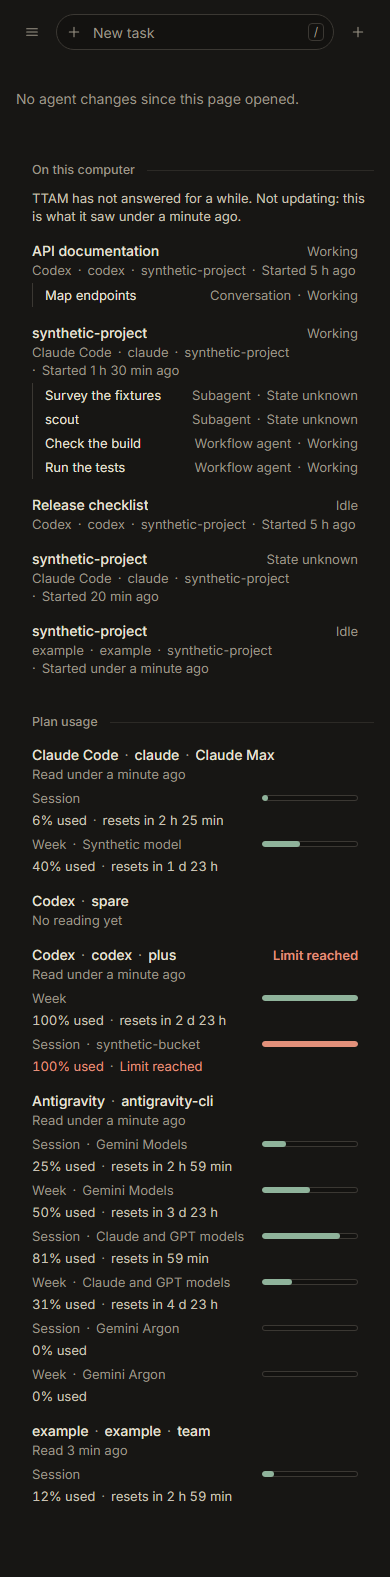 New task /
No agent changes since this page opened.
On this computer
TTAM has not answered for a while. Not updating: this
is what it saw under a minute ago.
API documentation Working
Codex · codex · synthetic-project · Started 5 h ago
Map endpoints Conversation · Working
synthetic-project Working
Claude Code · claude · synthetic-project
· Started 1 h 30 min ago
Survey the fixtures Subagent · State unknown
scout Subagent · State unknown
Check the build Workflow agent · Working
Run the tests Workflow agent · Working
Release checklist Idle
Codex · codex · synthetic-project · Started 5 h ago
synthetic-project State unknown
Claude Code · claude · synthetic-project
· Started 20 min ago
synthetic-project Idle
example · example · synthetic-project
· Started under a minute ago
Plan usage
Claude Code · claude · Claude Max
Read under a minute ago
Session
6% used · resets in 2 h 25 min
Week · Synthetic model
40% used · resets in 1 d 23 h
Codex · spare
No reading yet
Codex · codex · plus Limit reached
Read under a minute ago
Week
100% used · resets in 2 d 23 h
Session · synthetic-bucket
100% used · Limit reached
Antigravity · antigravity-cli
Read under a minute ago
Session · Gemini Models
25% used · resets in 2 h 59 min
Week · Gemini Models
50% used · resets in 3 d 23 h
Session · Claude and GPT models
81% used · resets in 59 min
Week · Claude and GPT models
31% used · resets in 4 d 23 h
Session · Gemini Argon
0% used
Week · Gemini Argon
0% used
example · example · team
Read 3 min ago
Session
12% used · resets in 2 h 59 min